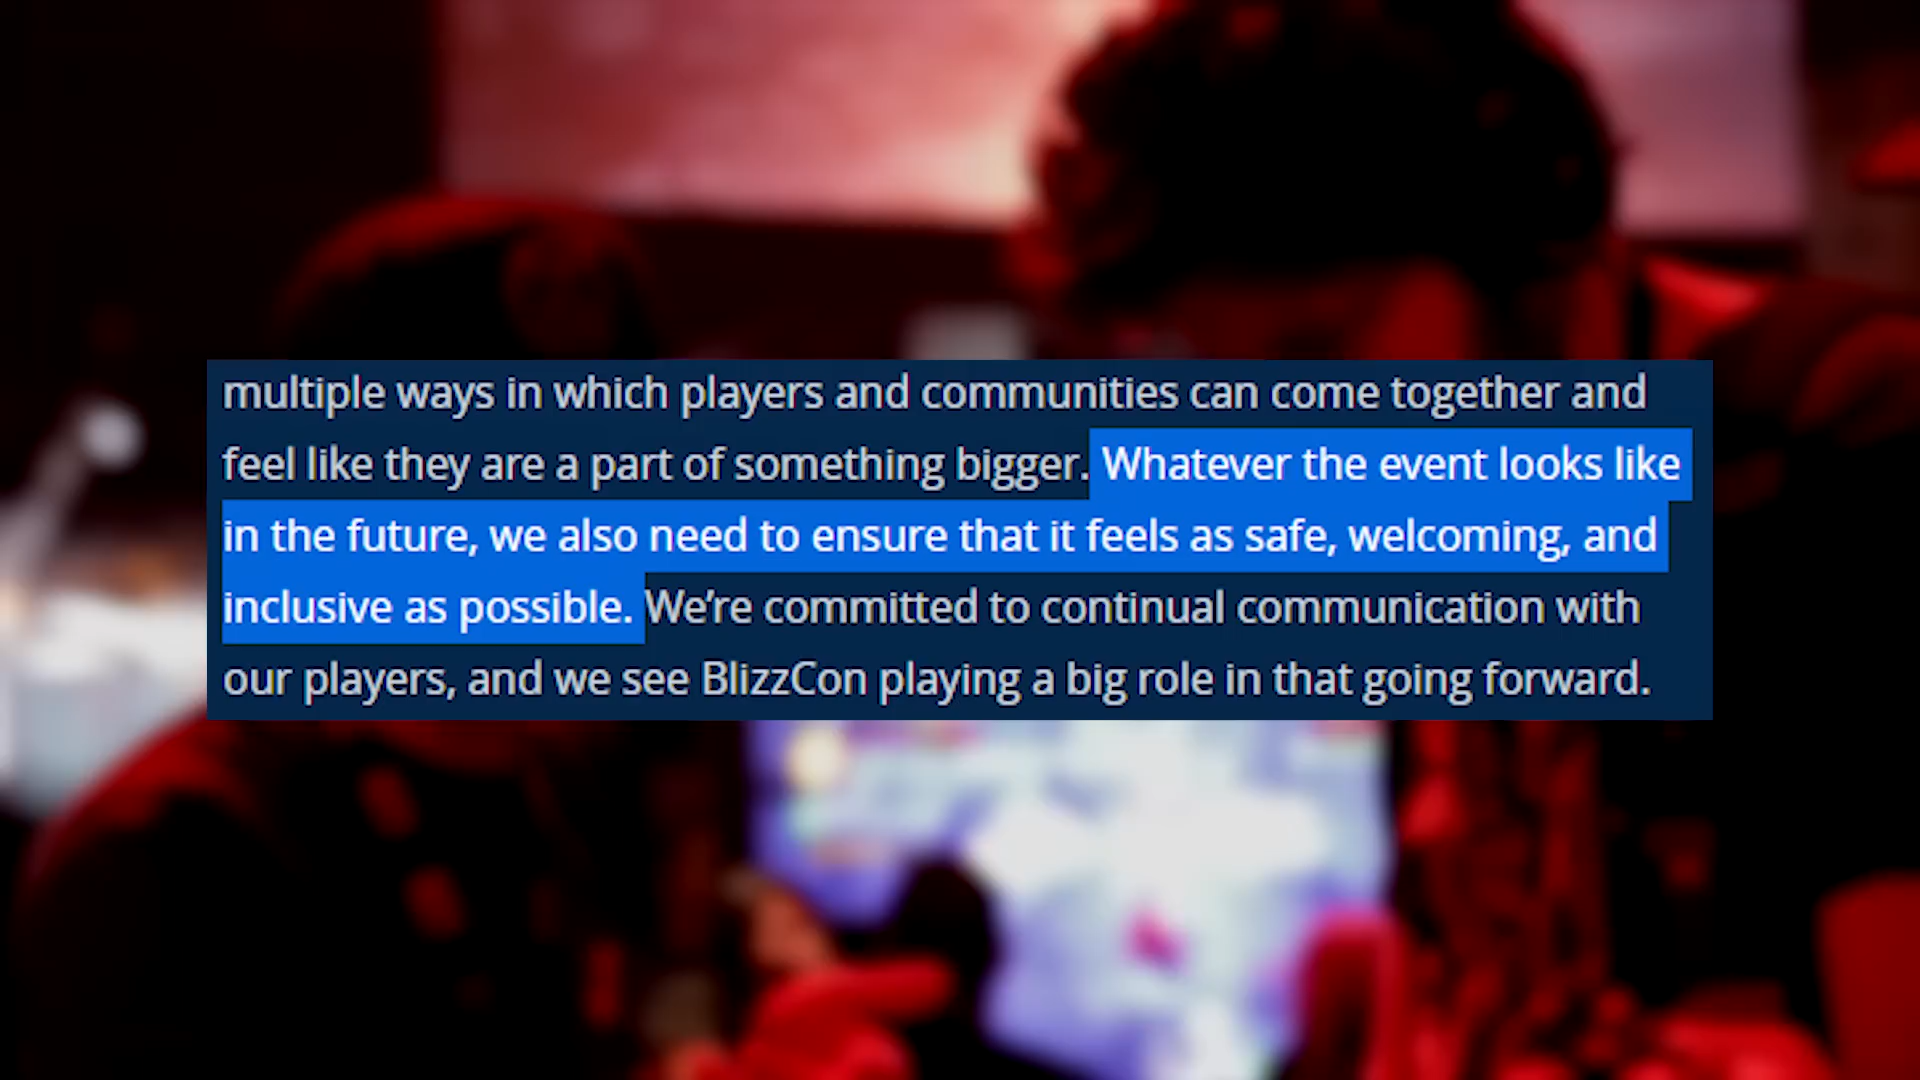 multiple ways in which players and communities can come together and
feel like they are a part of something bigger. Whatever the event looks like
in the future, we also need to ensure that it feels as safe, welcoming, and
inclusive as possible. We’re committed to continual communication with
our players, and we see BlizzCon playing a big role in that going forward.